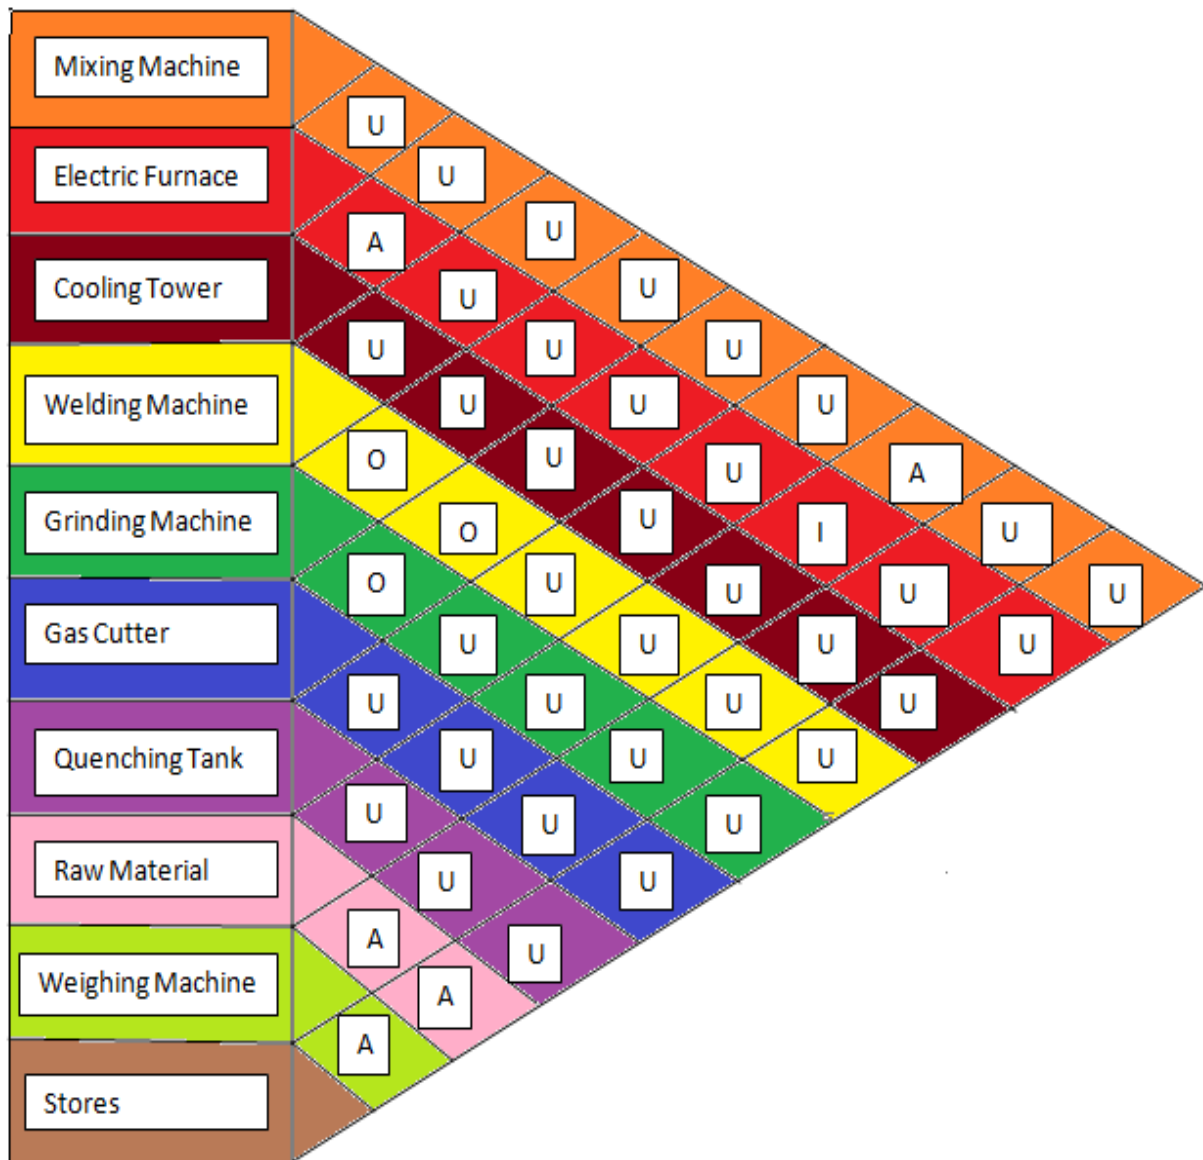 Mixing Machine
U
U
U
U
U
U
A
U
U
Electric Furnace
A
U
U
U
U
I
U
U
Cooling Tower
U
U
U
U
U
U
U
Welding Machine
O
O
U
U
U
U
Grinding Machine
O
U
U
U
U
Gas Cutter
U
U
U
U
Quenching Tank
U
U
U
Raw Material
A
A
Weighing Machine
A
Stores